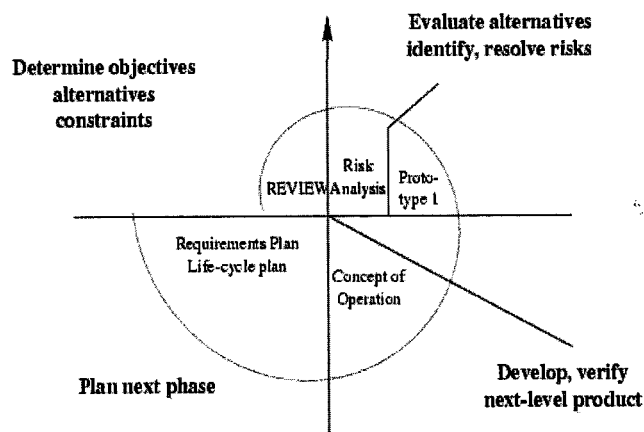 Evaluate alternatives
identify, resolve risks
Determine objectives
alternatives
constraints
Risk
REVIEW Analysis
Proto-
type 1
Requirements Plan
Life-cycle plan
Concept of
Operation
Plan next phase
Develop, verify
next-level product